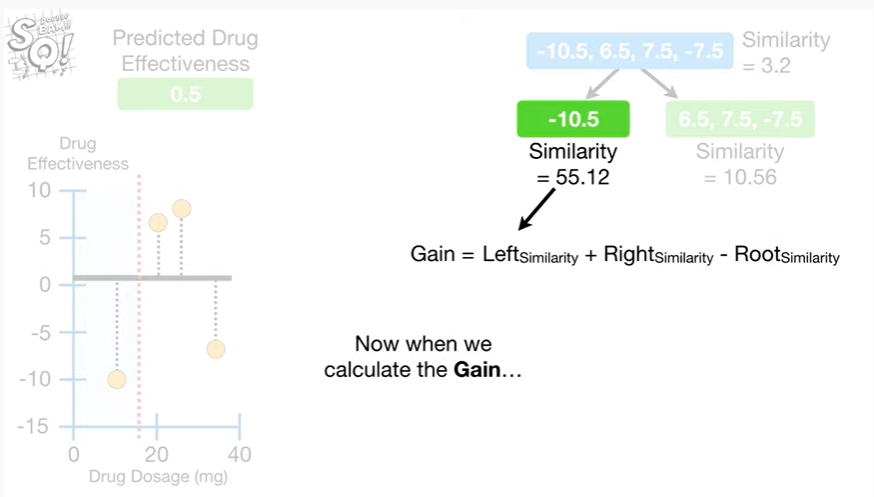 SQ!
Predicted Drug
Effectiveness
0.5
-10.5, 6.5, 7.5, -7.5
Similarity
= 3.2
-10.5
6.5, 7.5, -7.5
Similarity
= 55.12
Similarity
= 10.56
Gain = LeftSimilarity + RightSimilarity - RootSimilarity
Now when we
calculate the Gain...
Drug
Effectiveness
10
5
0
-5
-10
-15
0
20
40
Drug Dosage (mg)